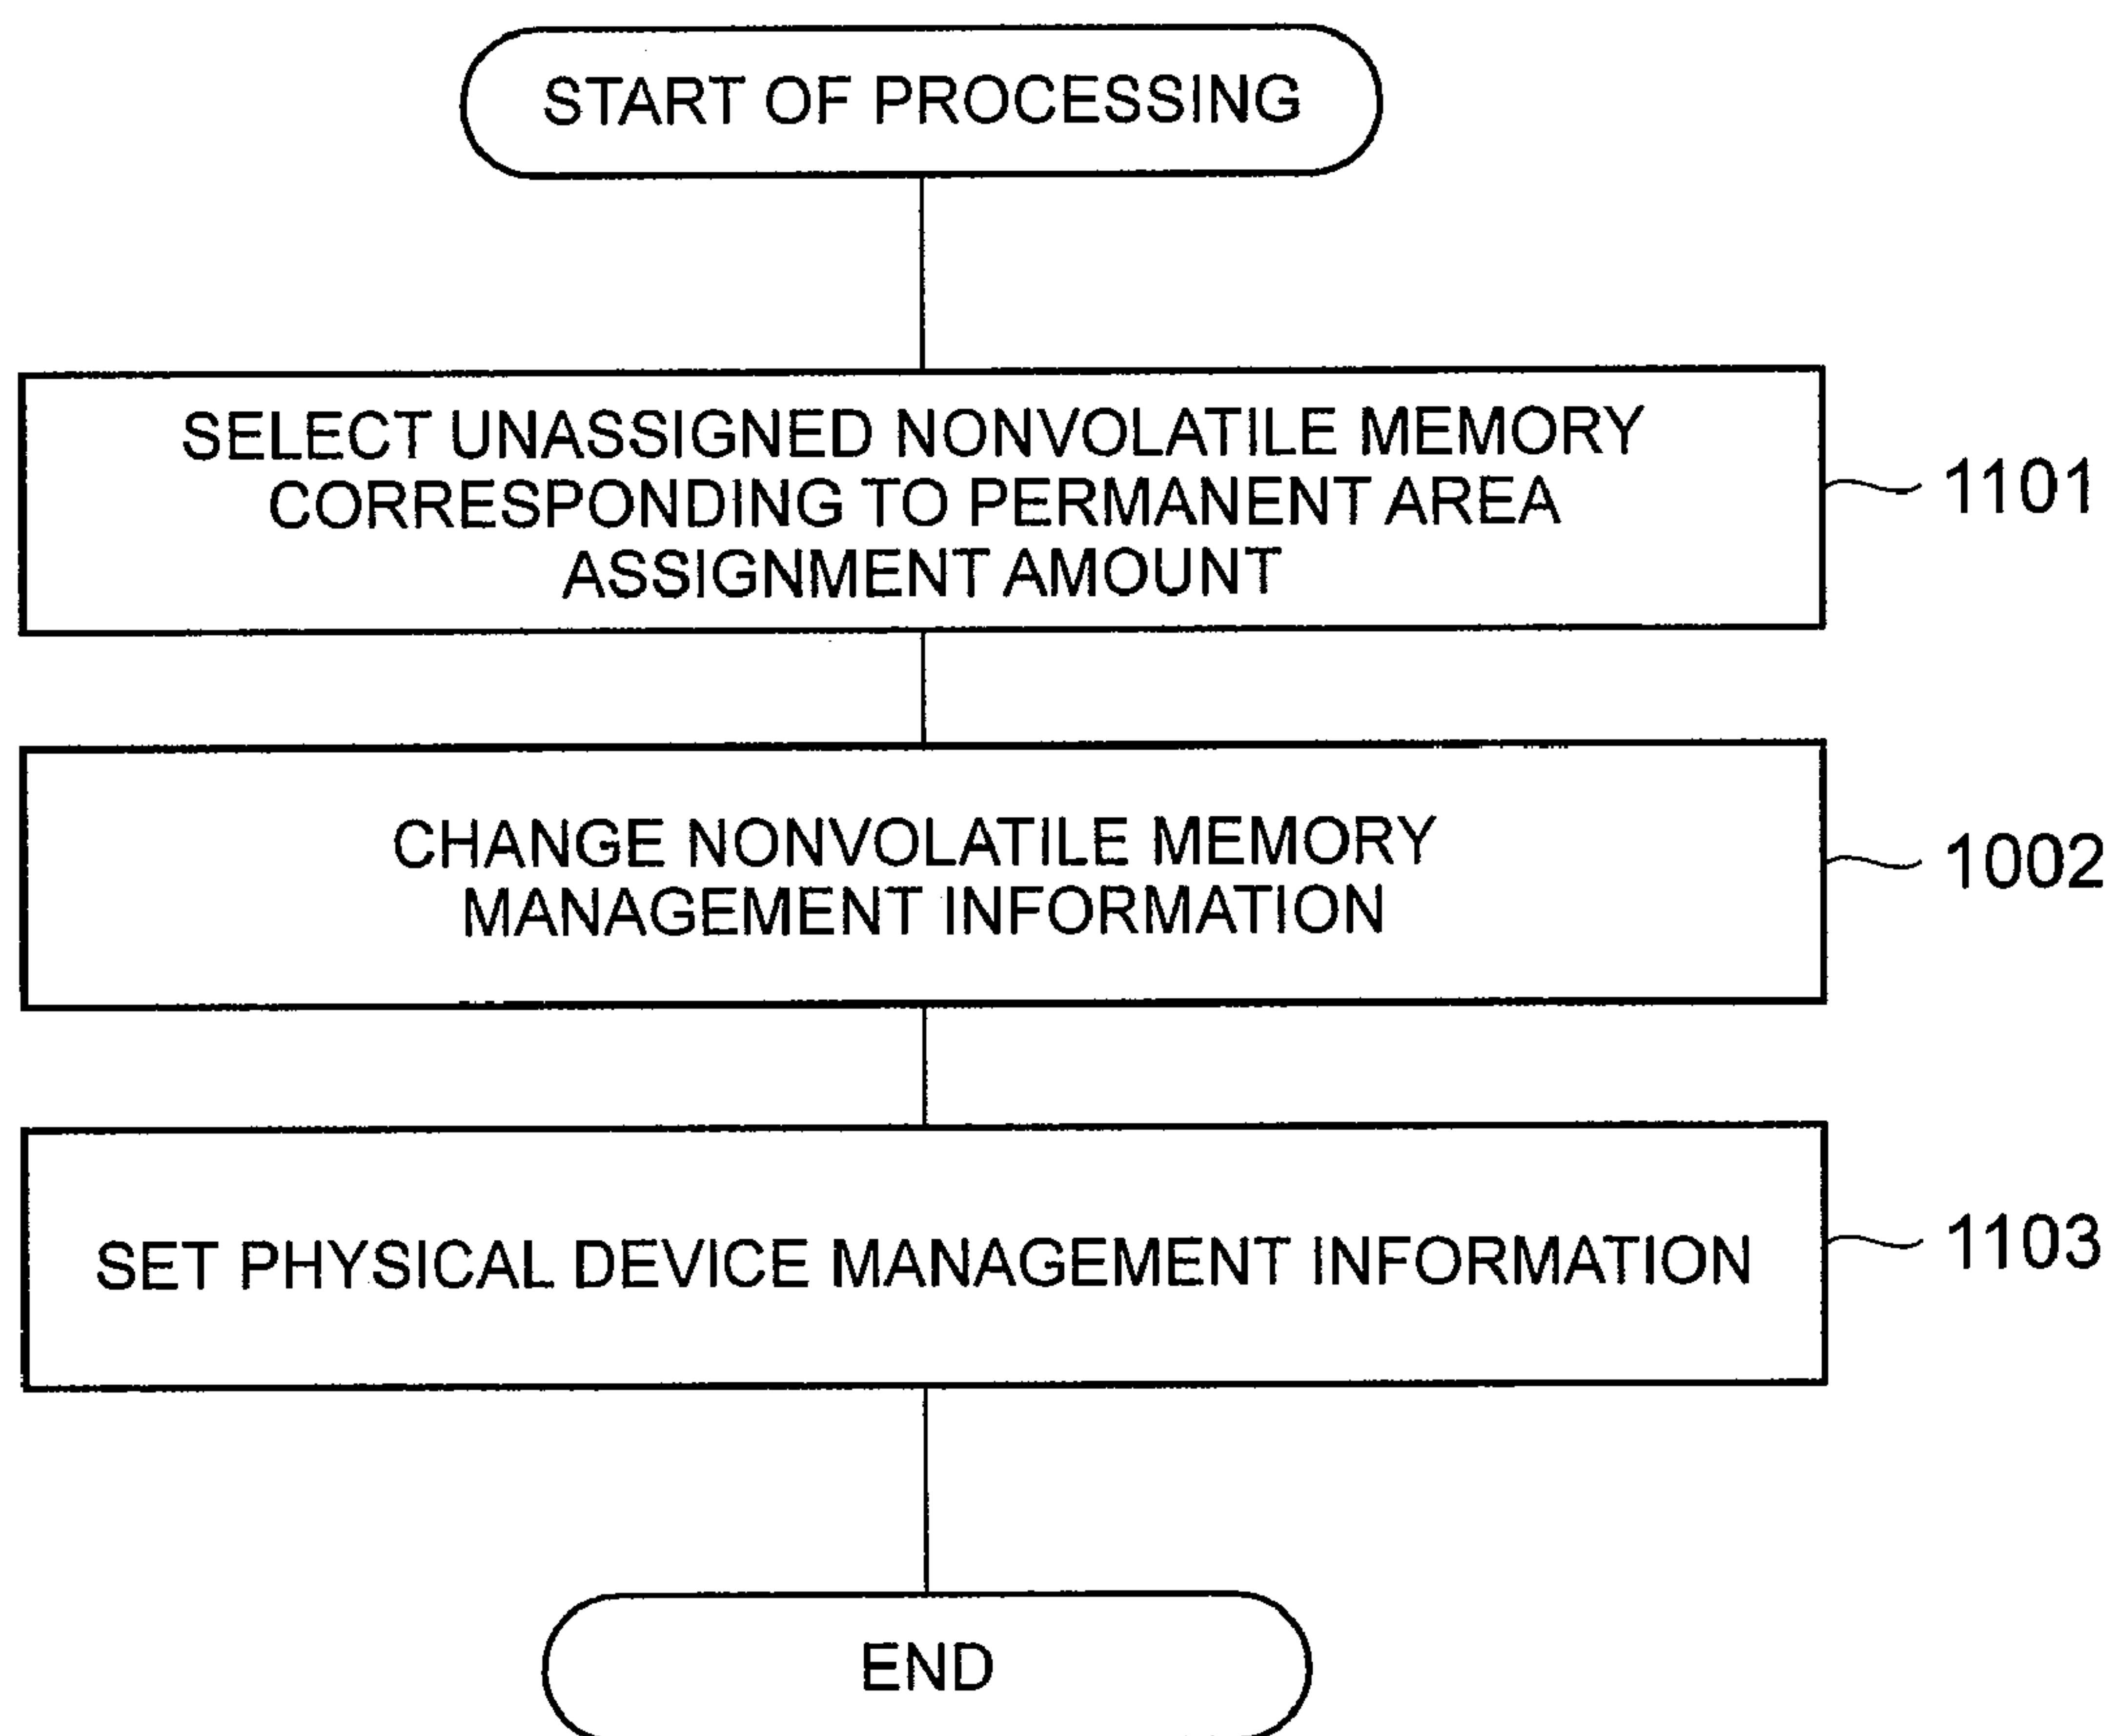 START OF PROCESSING
SELECT UNASSIGNED NONVOLATILE MEMORY
CORRESPONDING TO PERMANENT AREA
ASSIGNMENT AMOUNT
1101
CHANGE NONVOLATILE MEMORY
MANAGEMENT INFORMATION
1002
SET PHYSICAL DEVICE MANAGEMENT INFORMATION
1103
END